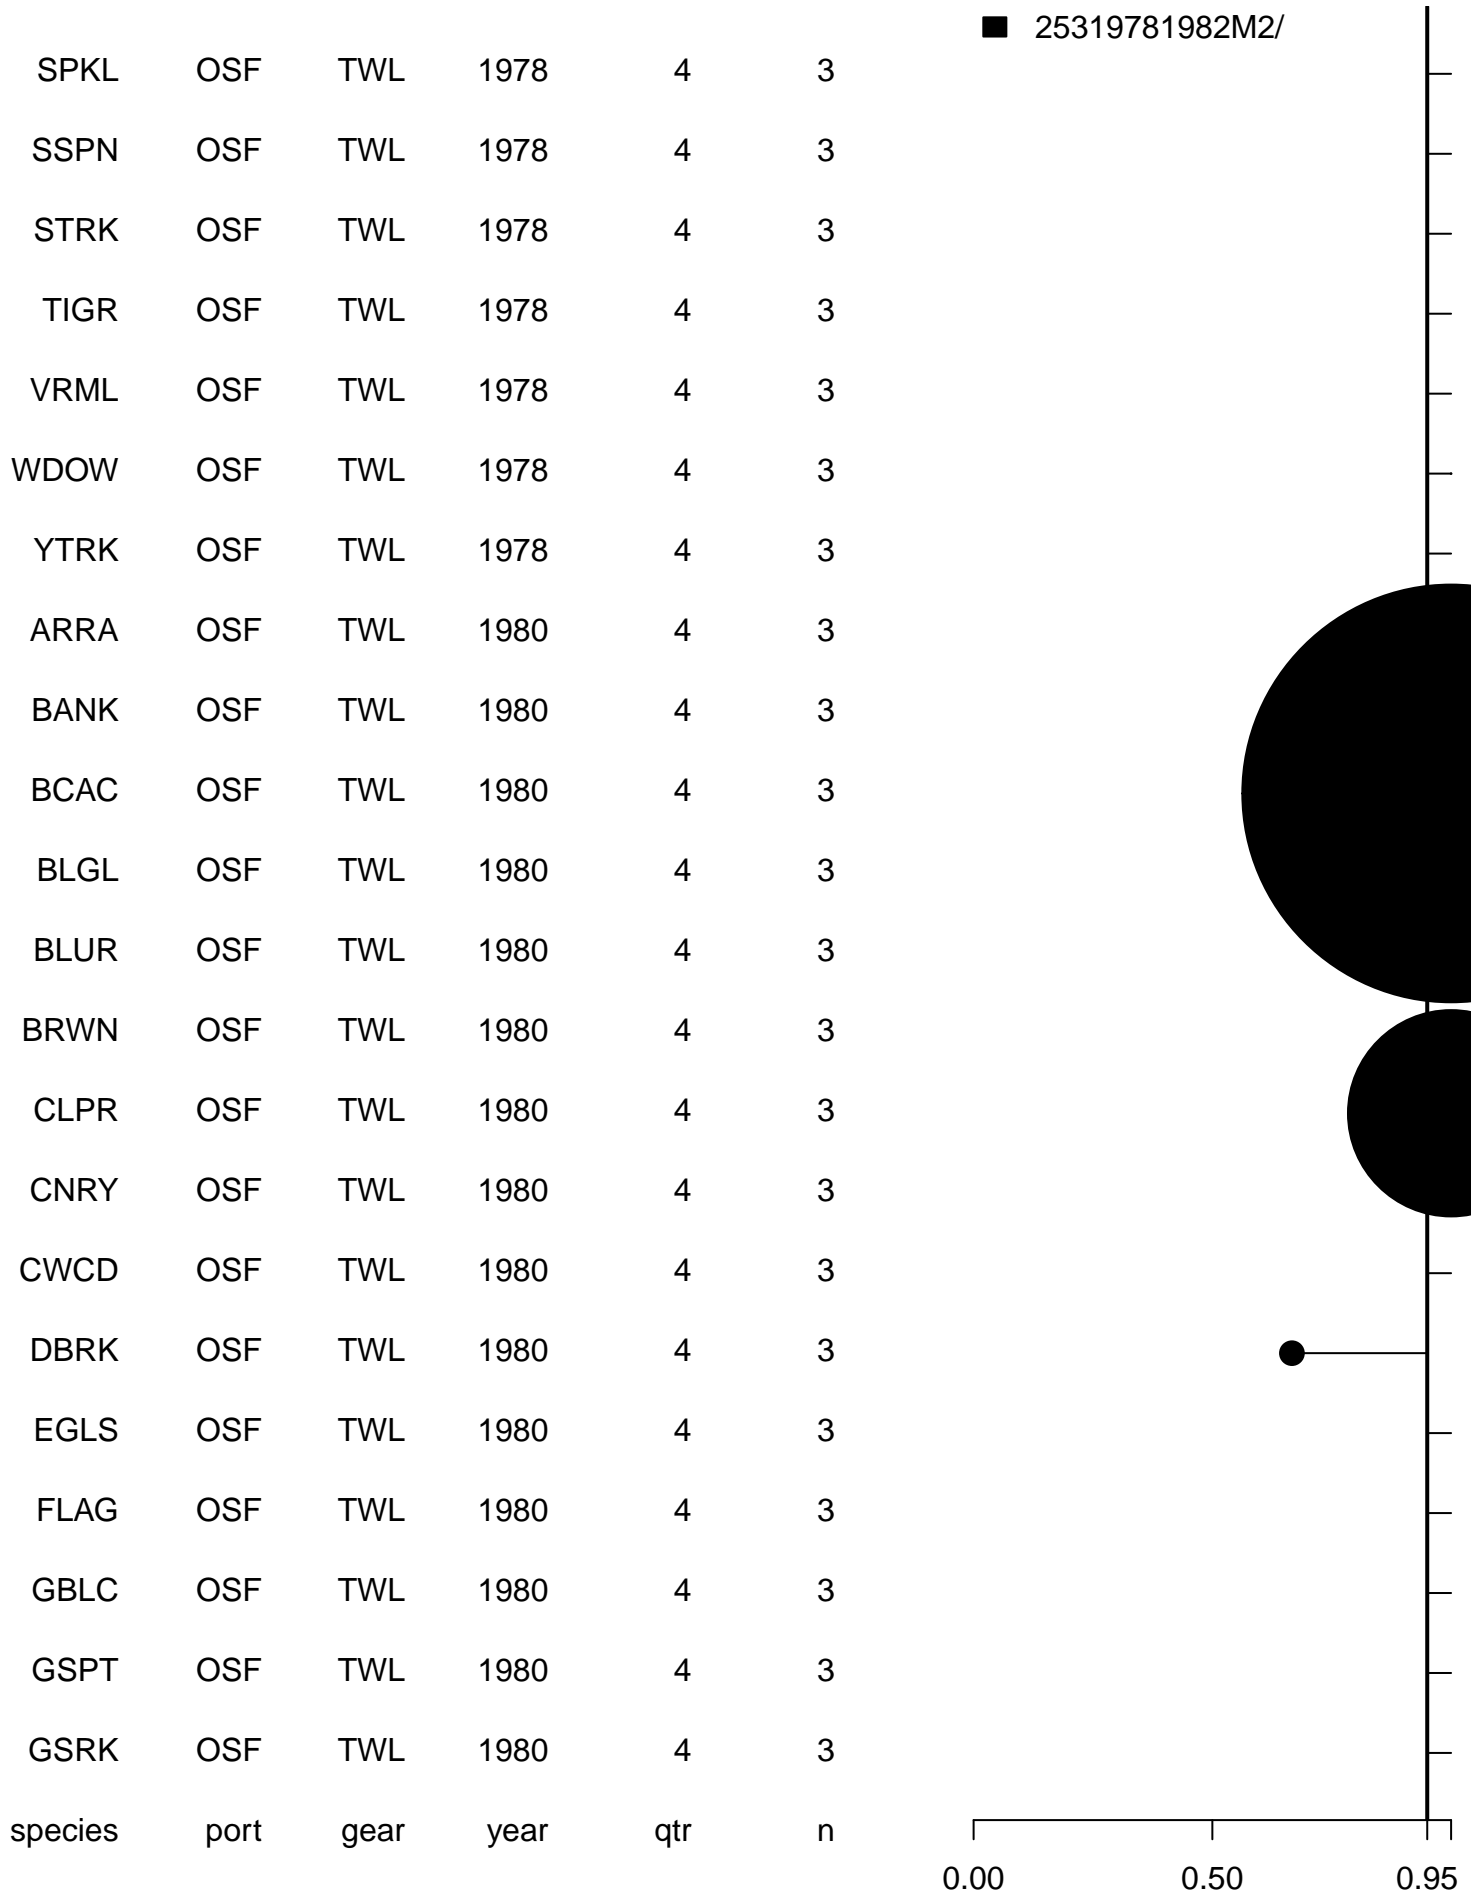 25319781982M2/
SPKL OSF TWL 1978 4 3
SSPN OSF TWL 1978 4 3
STRK OSF TWL 1978 4 3
TIGR OSF TWL 1978 4 3
VRML OSF TWL 1978 4 3
WDOW OSF TWL 1978 4 3
YTRK OSF TWL 1978 4 3
ARRA OSF TWL 1980 4 3
BANK OSF TWL 1980 4 3
BCAC OSF TWL 1980 4 3
BLGL OSF TWL 1980 4 3
BLUR OSF TWL 1980 4 3
BRWN OSF TWL 1980 4 3
CLPR OSF TWL 1980 4 3
CNRY OSF TWL 1980 4 3
CWCD OSF TWL 1980 4 3
DBRK OSF TWL 1980 4 3
EGLS OSF TWL 1980 4 3
FLAG OSF TWL 1980 4 3
GBLC OSF TWL 1980 4 3
GSPT OSF TWL 1980 4 3
GSRK OSF TWL 1980 4 3
species port gear year qtr n
0.00 0.50 0.95